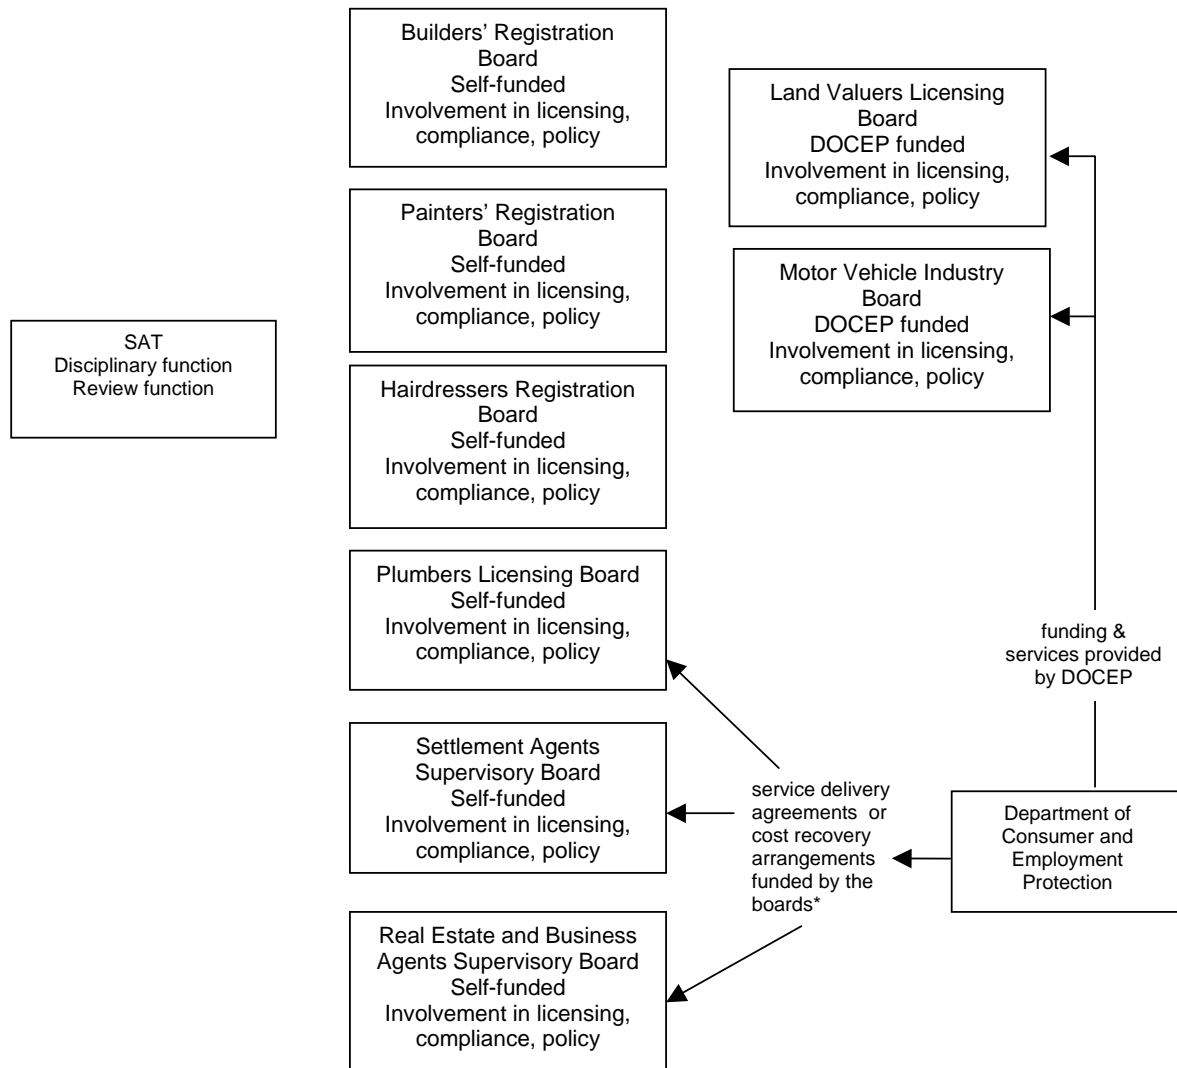 Builders’ Registration
Board
Self-funded
Involvement in licensing,
compliance, policy
Land Valuers Licensing
Board
DOCEP funded
Involvement in licensing,
compliance, policy
Painters’ Registration
Board
Self-funded
Involvement in licensing,
compliance, policy
Motor Vehicle Industry
Board
DOCEP funded
Involvement in licensing,
compliance, policy
SAT
Disciplinary function
Review function
Hairdressers Registration
Board
Self-funded
Involvement in licensing,
compliance, policy
Plumbers Licensing Board
Self-funded
Involvement in licensing,
compliance, policy
funding &
services provided
by DOCEP
Settlement Agents
Supervisory Board
Self-funded
Involvement in licensing,
compliance, policy
service delivery
agreements or
cost recovery
arrangements
funded by the
boards*
Department of
Consumer and
Employment
Protection
Real Estate and Business
Agents Supervisory Board
Self-funded
Involvement in licensing,
compliance, policy